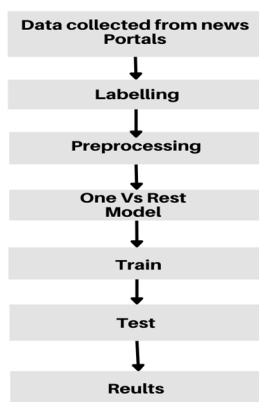 Data collected from news
Portals
Labelling
Preprocessing
One Vs Rest
Model
Train
Test
Reults